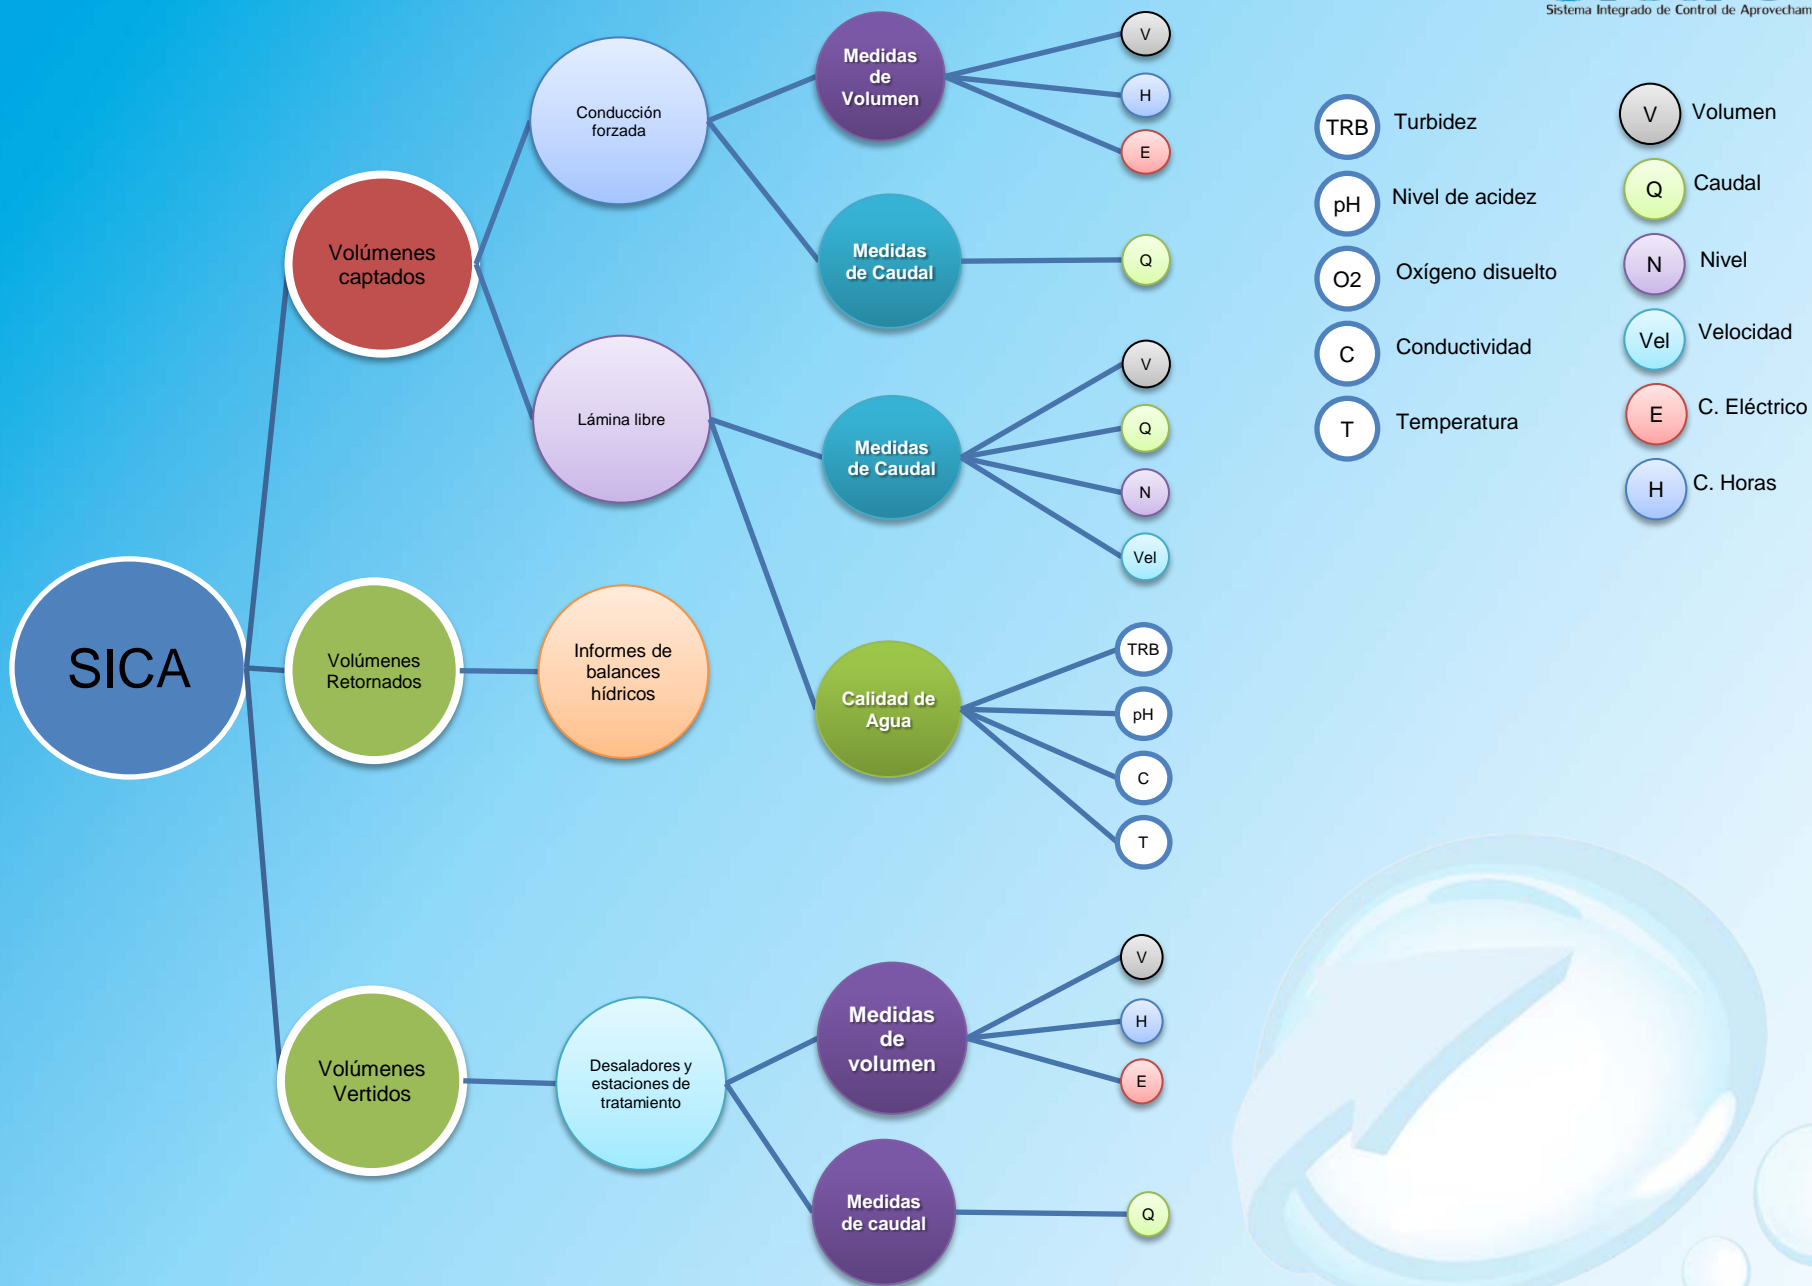 Sistema Integrado de Control de Aprovecham
SICA
Volúmenes
captados
Volúmenes
Retornados
Volúmenes
Vertidos
Conducción
forzada
Lámina libre
Informes de
balances
hídricos
Desaladores y
estaciones de
tratamiento
Medidas
de
Volumen
Medidas
de Caudal
Medidas
de Caudal
Calidad de
Agua
Medidas
de
volumen
Medidas
de caudal
V
H
E
Q
V
Q
N
Vel
TRB
pH
C
T
V
H
E
Q
TRB Turbidez
pH Nivel de acidez
O2 Oxígeno disuelto
C Conductividad
T Temperatura
V Volumen
Q Caudal
N Nivel
Vel Velocidad
E C. Eléctrico
H C. Horas